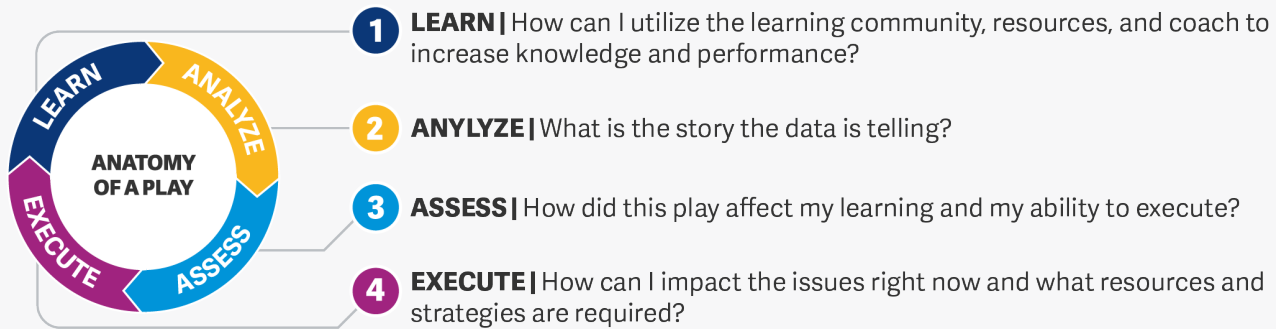 LEARN
ANALYZE
ASSESS
EXECUTE
ANATOMY
OF A PLAY
1 LEARN | How can I utilize the learning community, resources, and coach to
increase knowledge and performance?
2 ANYLYZE | What is the story the data is telling?
3 ASSESS | How did this play affect my learning and my ability to execute?
4 EXECUTE | How can I impact the issues right now and what resources and
strategies are required?